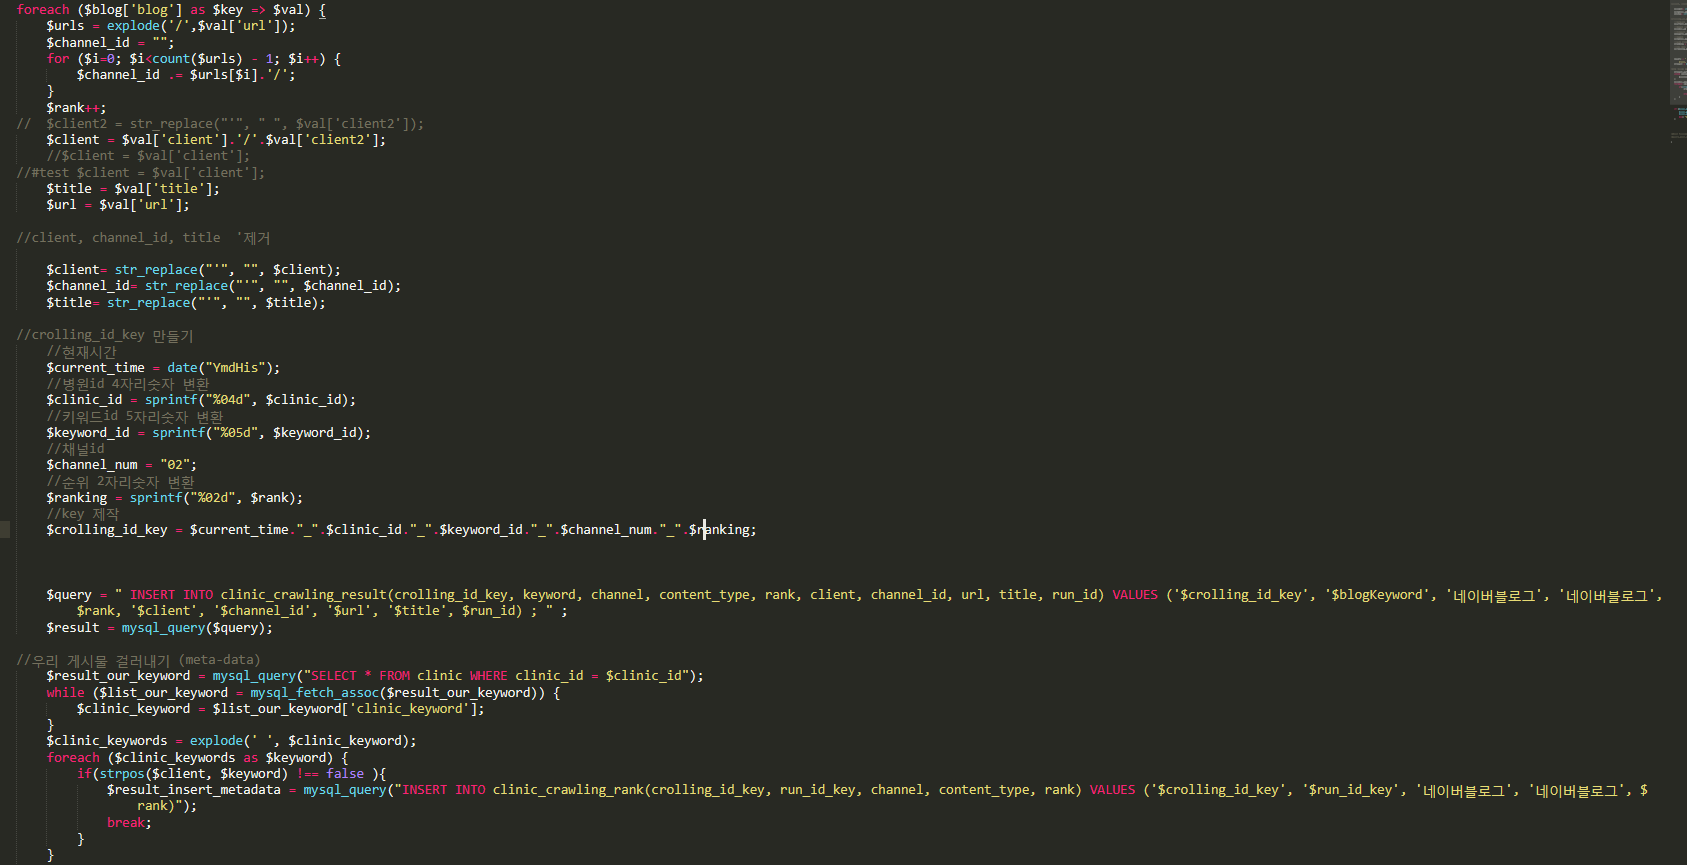 foreach ($blog['blog'] as $key => $val) {
$urls = explode('/',$val['url']);
$channel_id = "";
for ($i=0; $i<count($urls) - 1; $i++) {
$channel_id .= $urls[$i].'/';
}
$rank++;
//  $client2 = str_replace("'", " ", $val['client2']);
$client = $val['client'].'/'.$val['client2'];
//$client = $val['client'];
//#test $client = $val['client'];
$title = $val['title'];
$url = $val['url'];
//client, channel_id, title  '제거
$client= str_replace("'", "", $client);
$channel_id= str_replace("'", "", $channel_id);
$title= str_replace("'", "", $title);
//crolling_id_key 만들기
//현재시간
$current_time = date("YmdHis");
//병원id 4자리숫자 변환
$clinic_id = sprintf("%04d", $clinic_id);
//키워드id 5자리숫자 변환
$keyword_id = sprintf("%05d", $keyword_id);
//채널id
$channel_num = "02";
//순위 2자리숫자 변환
$ranking = sprintf("%02d", $rank);
//key 제작
$crolling_id_key = $current_time."_".$clinic_id."_".$keyword_id."_".$channel_num."_".$ranking;
$query = " INSERT INTO clinic_crawling_result(crolling_id_key, keyword, channel, content_type, rank, client, channel_id, url, title, run_id) VALUES ('$crolling_id_key', '$blogKeyword', '네이버블로그', '네이버블로그',
$rank, '$client', '$channel_id', '$url', '$title', $run_id) ; " ;
$result = mysql_query($query);
//우리 게시물 걸러내기 (meta-data)
$result_our_keyword = mysql_query("SELECT * FROM clinic WHERE clinic_id = $clinic_id");
while ($list_our_keyword = mysql_fetch_assoc($result_our_keyword)) {
$clinic_keyword = $list_our_keyword['clinic_keyword'];
}
$clinic_keywords = explode(' ', $clinic_keyword);
foreach ($clinic_keywords as $keyword) {
if(strpos($client, $keyword) !== false ){
$result_insert_metadata = mysql_query("INSERT INTO clinic_crawling_rank(crolling_id_key, run_id_key, channel, content_type, rank) VALUES ('$crolling_id_key', '$run_id_key', '네이버블로그', '네이버블로그', $
rank)");
break;
}
}